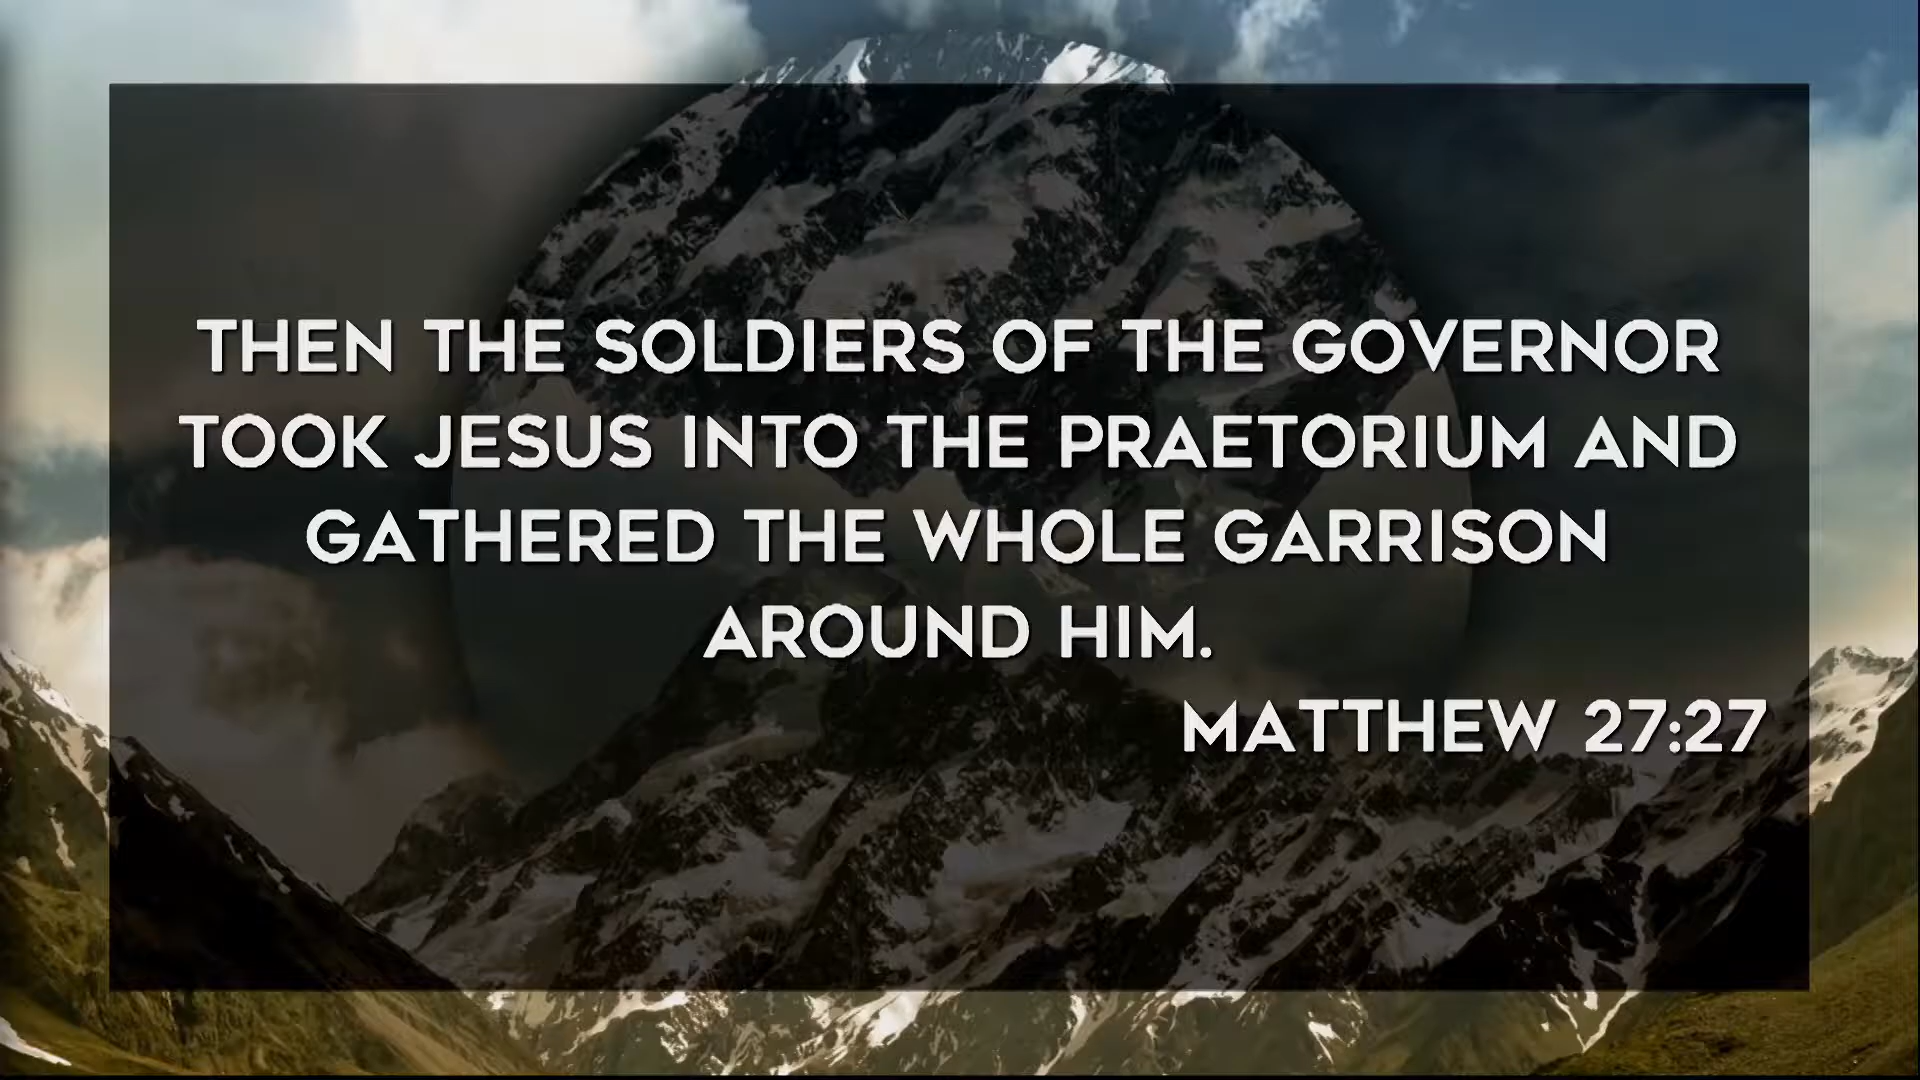 THEN THE SOLDIERS OF THE GOVERNOR
TOOK JESUS INTO THE PRAETORIUM AND
GATHERED THE WHOLE GARRISON
AROUND HIM.
MATTHEW 27:27